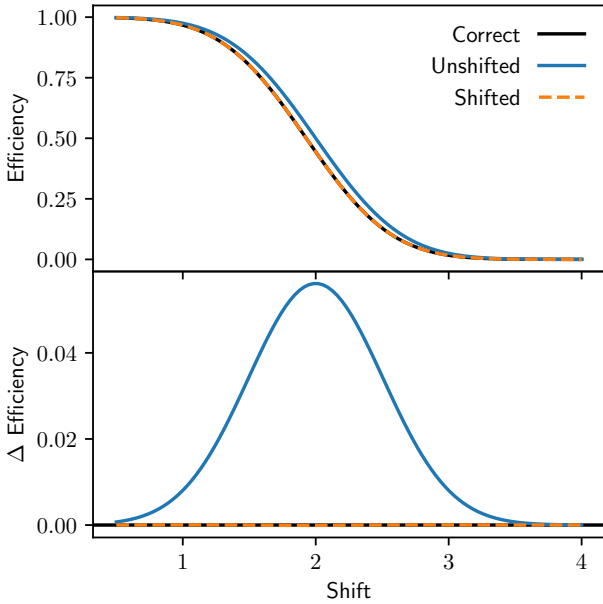 1.00
0.75
0.50
0.25
0.00
Efficiency
Correct
Unshifted
Shifted
0.04
0.02
0.00
Δ Efficiency
1 2 3 4
Shift